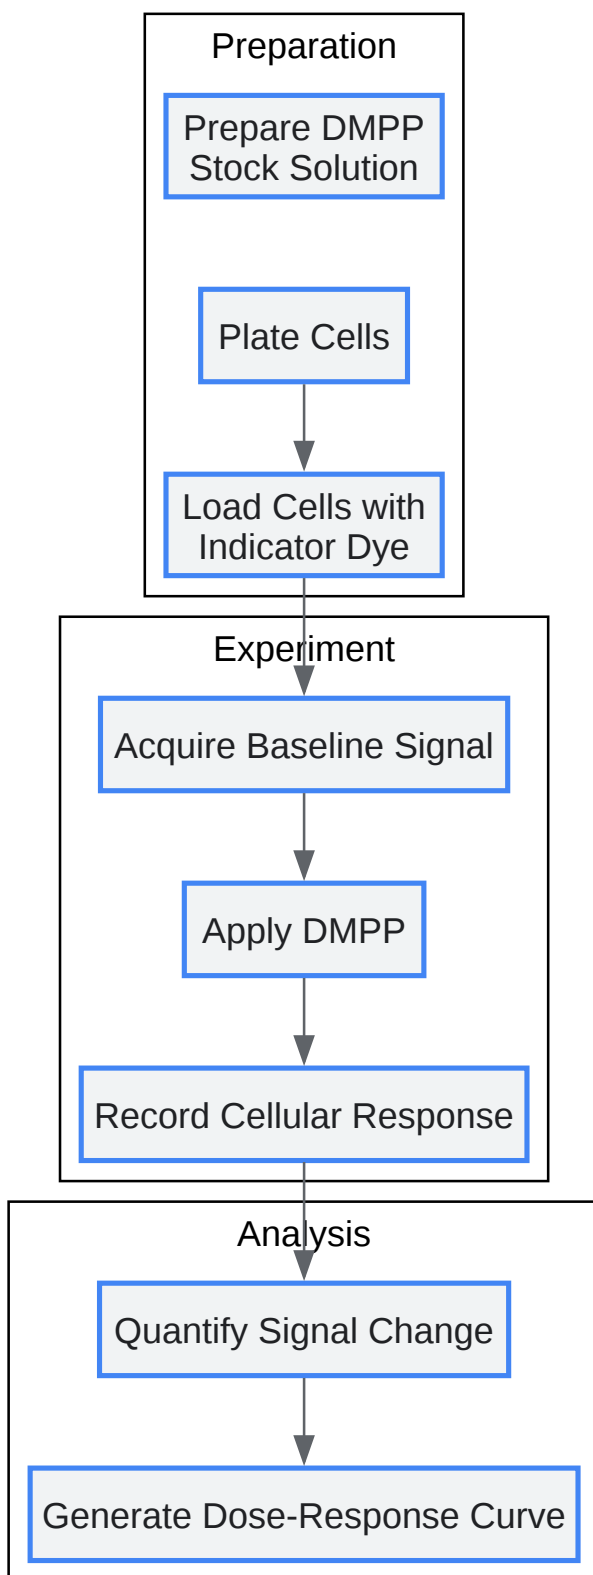 Preparation
Prepare DMPP
Stock Solution
Plate Cells
Load Cells with
Indicator Dye
Experiment
Acquire Baseline Signal
Apply DMPP
Record Cellular Response
Analysis
Quantify Signal Change
Generate Dose-Response Curve